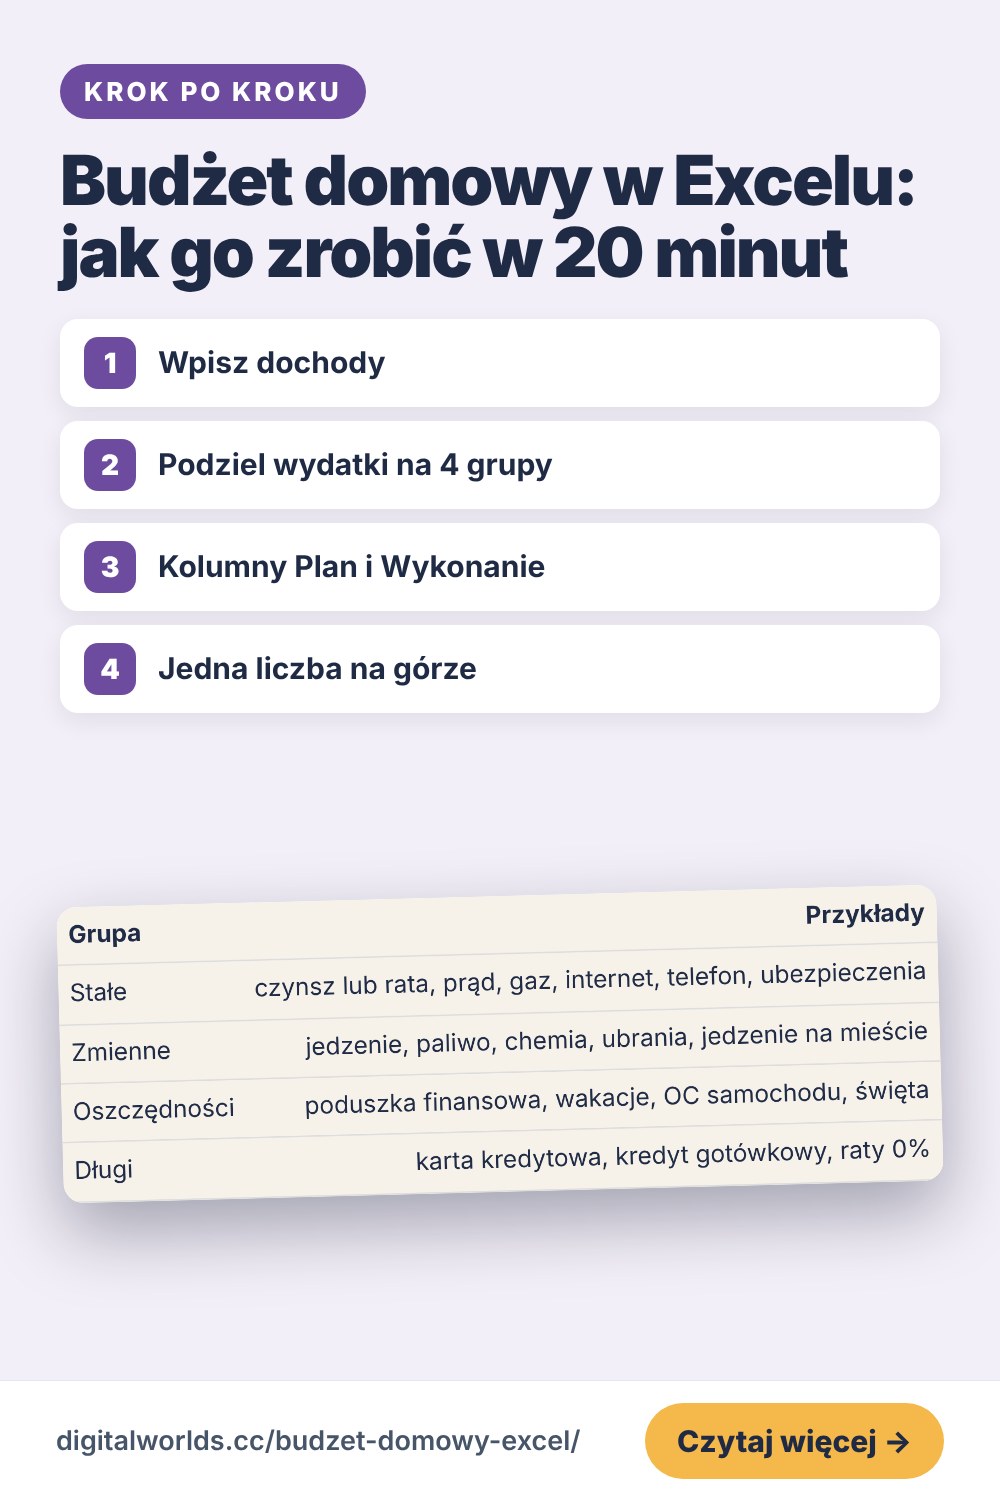 KROK PO KROKU
Budżet domowy w Excelu:
jak go zrobić w 20 minut
1 Wpisz dochody
2 Podziel wydatki na 4 grupy
3 Kolumny Plan i Wykonanie
4 Jedna liczba na górze
Grupa Przykłady
Stałe czynsz lub rata, prąd, gaz, internet, telefon, ubezpieczenia
Zmienne jedzenie, paliwo, chemia, ubrania, jedzenie na mieście
Oszczędności poduszka finansowa, wakacje, OC samochodu, święta
Długi karta kredytowa, kredyt gotówkowy, raty 0%
digitalworlds.cc/budzet-domowy-excel/ Czytaj więcej →